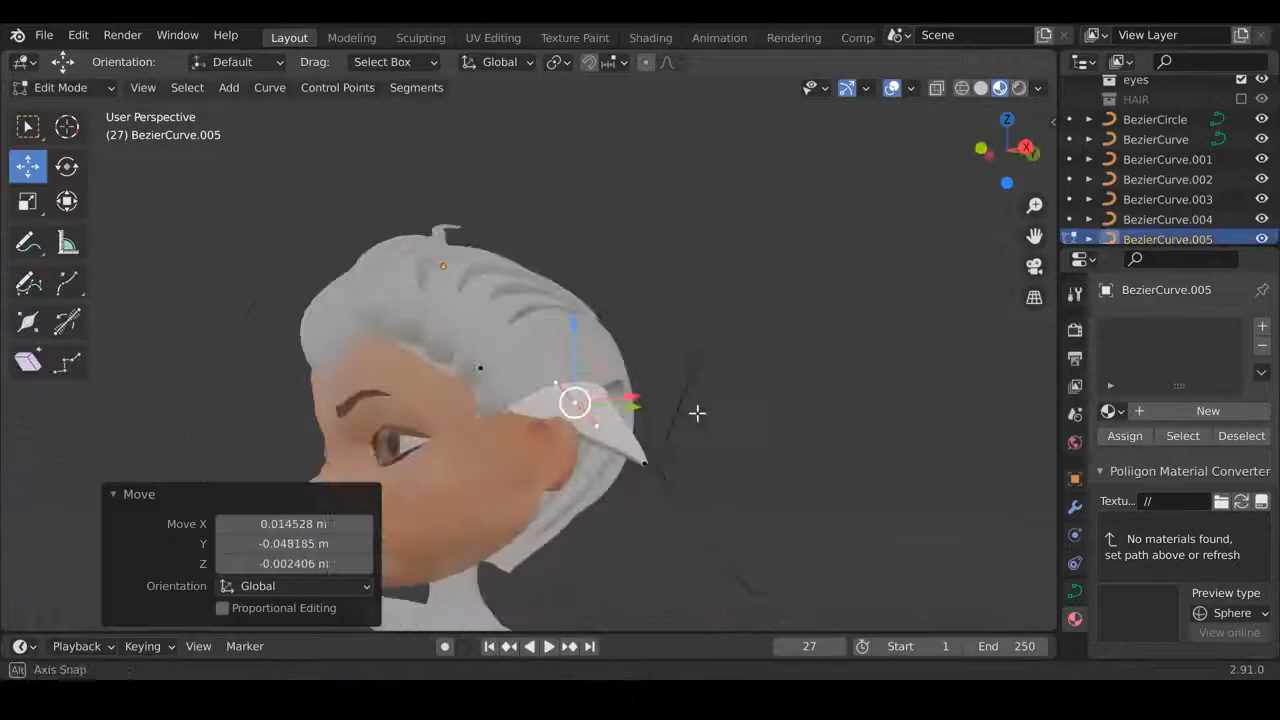 File Edit Render Window Help Layout Modeling Sculpting UV Editing Texture Paint Shading Animation Rendering Comp Scene View Layer
Orientation: Default Drag: Select Box Global
Edit Mode View Select Add Curve Control Points Segments
User Perspective
(27) BezierCurve.005
Z
X
Y
eyes
HAIR
BezierCircle
BezierCurve
BezierCurve.001
BezierCurve.002
BezierCurve.003
BezierCurve.004
BezierCurve.005
BezierCurve.005
New
Assign Select Deselect
Poliigon Material Converter
Textu... //
No materials found,
set path above or refresh
Preview type
Sphere
View online
Move
Move X 0.014528 m
Y -0.048185 m
Z -0.002406 m
Orientation Global
Proportional Editing
Playback Keying View Marker 27 Start 1 End 250
Alt Axis Snap 2.91.0